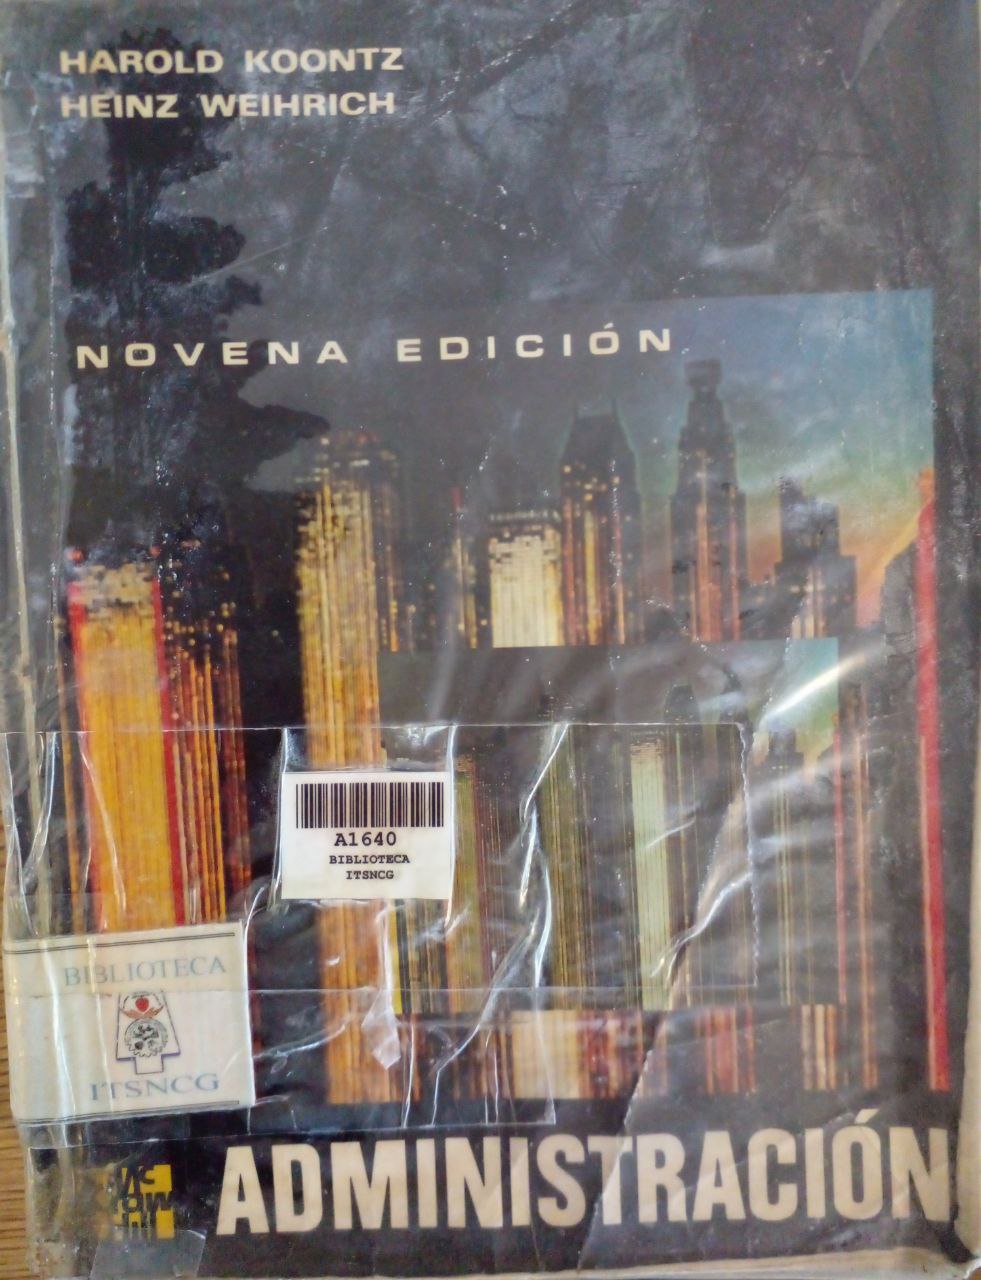 HAROLD KOONTZ
HEINZ WEIHRICH
NOVENA EDICIÓN
A1640
BIBLIOTECA
ITSNCG
BIBLIOTECA
ITSNCG
ADMINISTRACIÓN